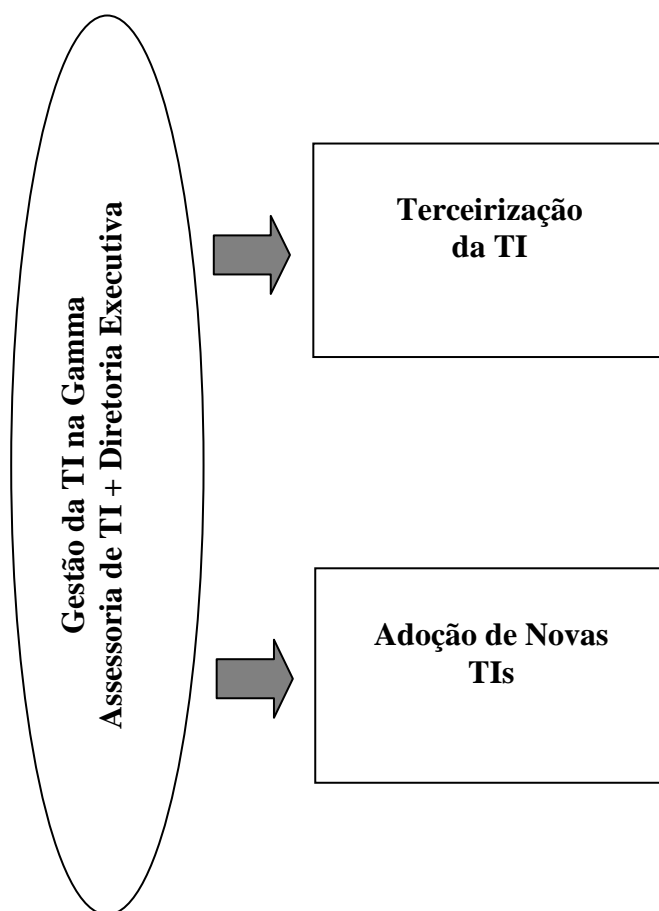 Gestão da TI na Gamma
Assessoria de TI + Diretoria Executiva
Terceirização
da TI
Adoção de Novas
TIs